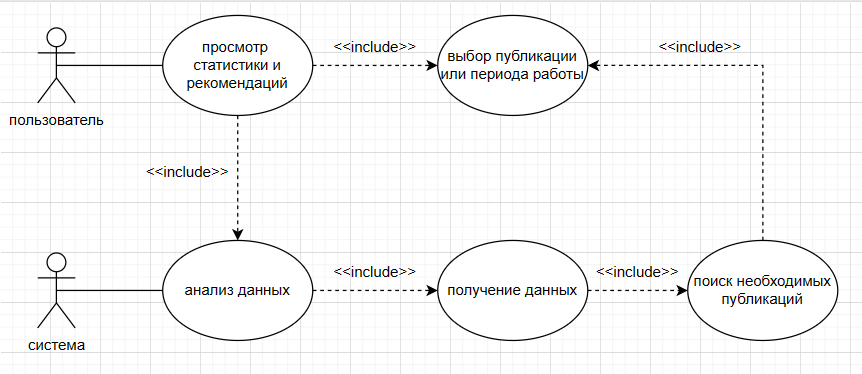 просмотр
статистики и
рекомендаций
<<include>>
выбор публикации
или периода работы
<<include>>
пользователь
<<include>>
анализ данных
<<include>>
получение данных
<<include>>
поиск необходимых
публикаций
система